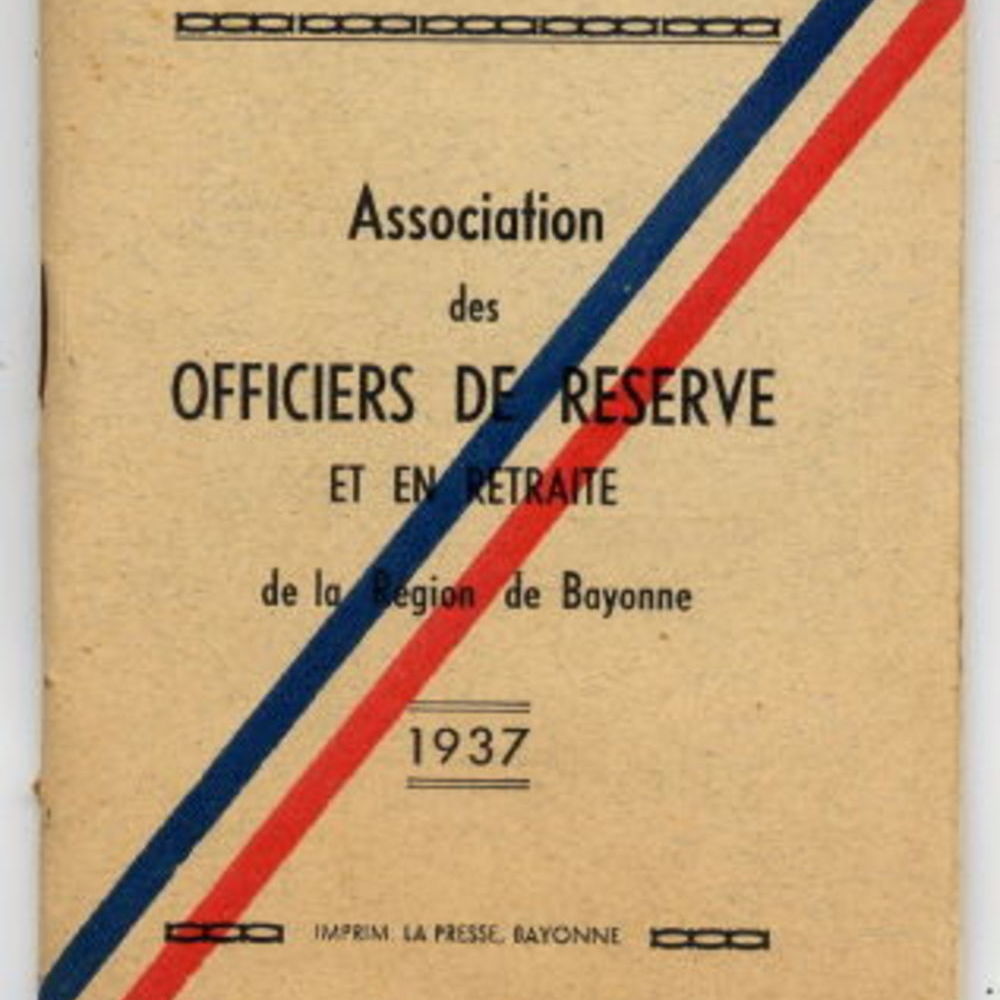 Association
des
OFFICIERS DE RESERVE
ET EN RETRAITE
de la Région de Bayonne
1937
IMPRIM. LA PRESSE, BAYONNE